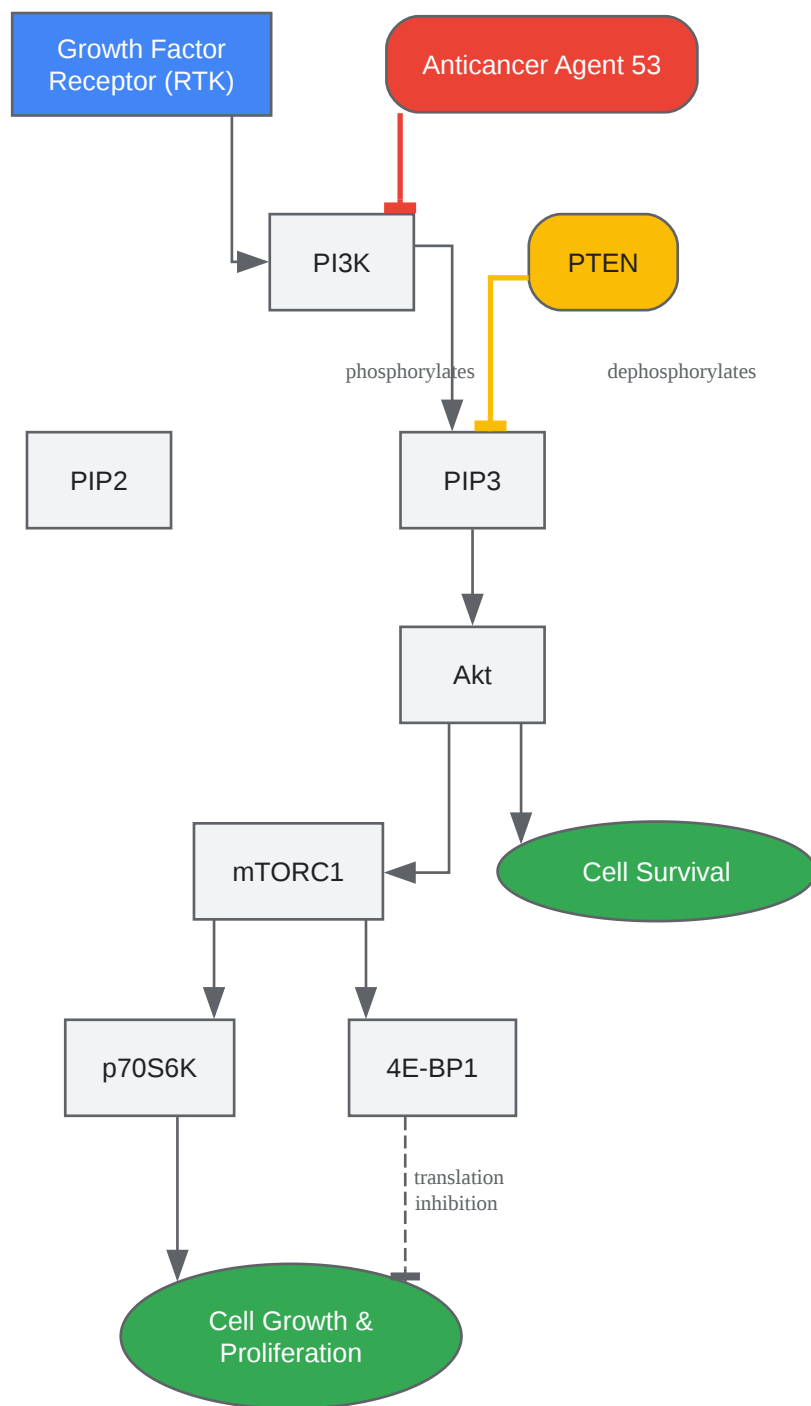 Growth Factor
Receptor (RTK)
Anticancer Agent 53
PI3K
PTEN
phosphorylates
dephosphorylates
PIP2
PIP3
Akt
mTORC1
Cell Survival
p70S6K
4E-BP1
translation
inhibition
Cell Growth &
Proliferation